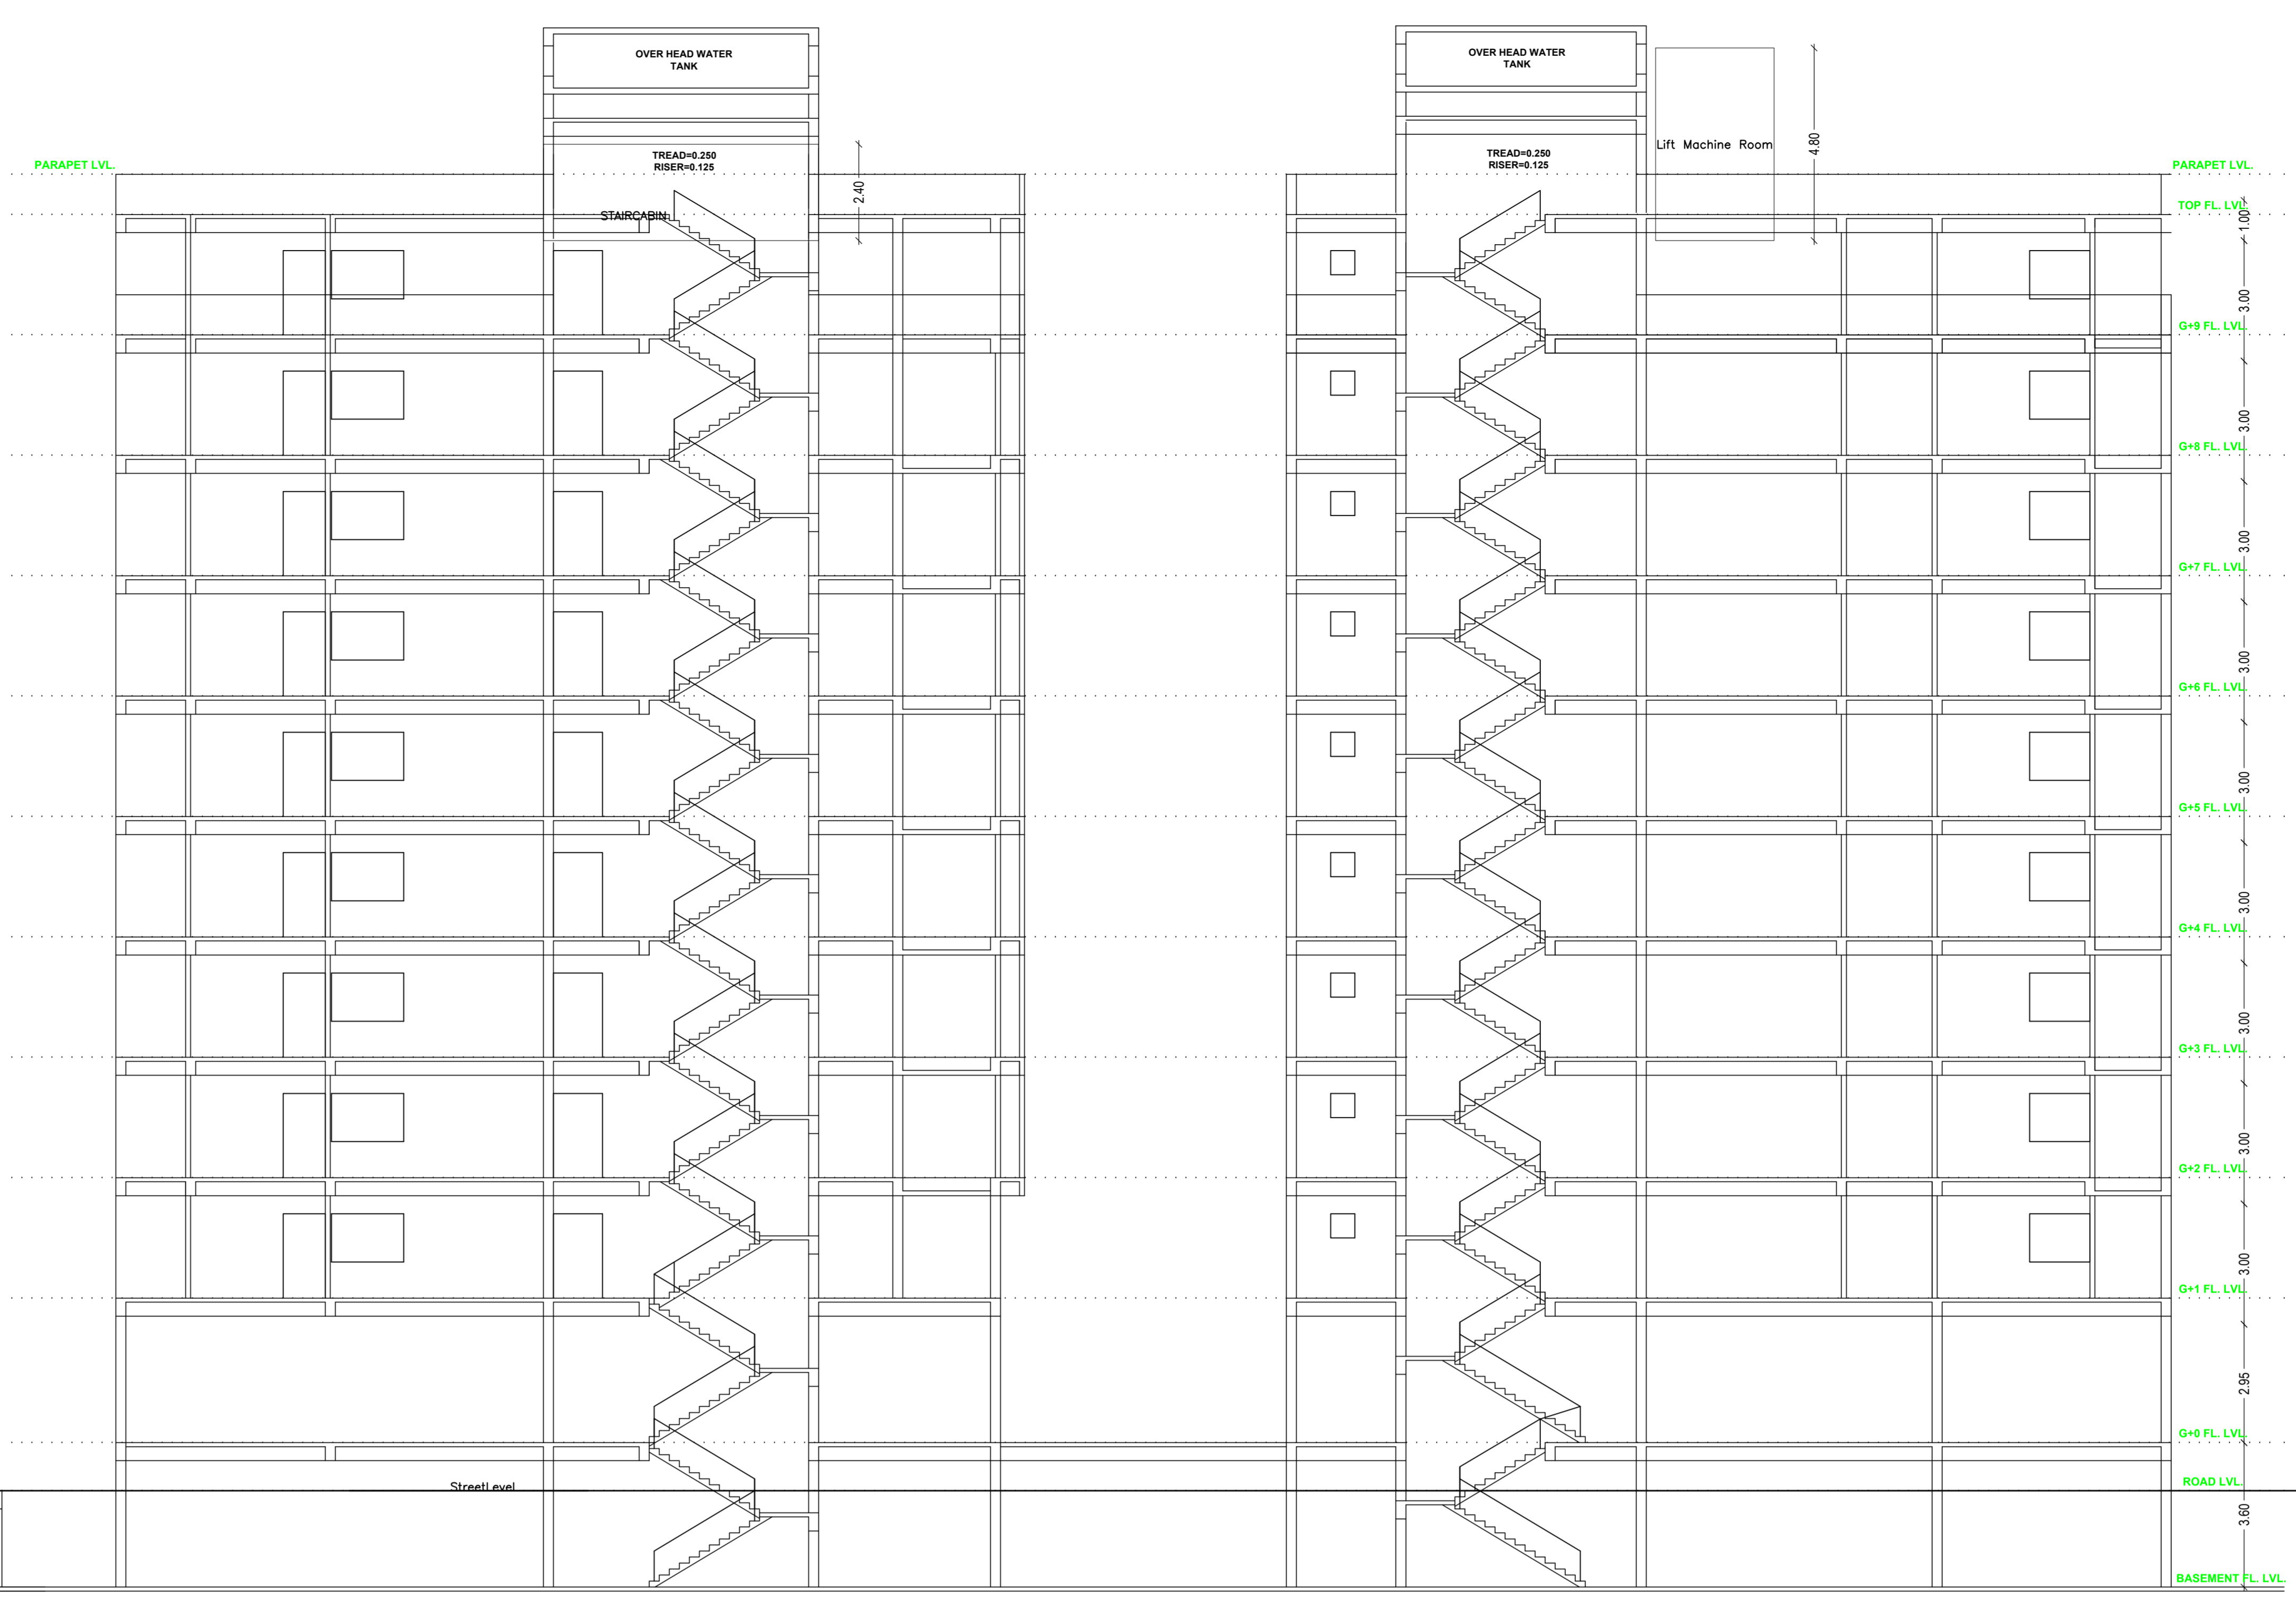 OVER HEAD WATER
TANK
OVER HEAD WATER
TANK
Lift Machine Room
4.80
TREAD=0.250
RISER=0.125
TREAD=0.250
RISER=0.125
2.40
PARAPET LVL.
PARAPET LVL.
STAIRCABIN
TOP FL. LVL.
1.00
3.00
G+9 FL. LVL.
3.00
G+8 FL. LVL.
3.00
G+7 FL. LVL.
3.00
G+6 FL. LVL.
3.00
G+5 FL. LVL.
3.00
G+4 FL. LVL.
3.00
G+3 FL. LVL.
3.00
G+2 FL. LVL.
3.00
G+1 FL. LVL.
2.95
G+0 FL. LVL.
StreetLevel
ROAD LVL.
3.60
BASEMENT FL. LVL.